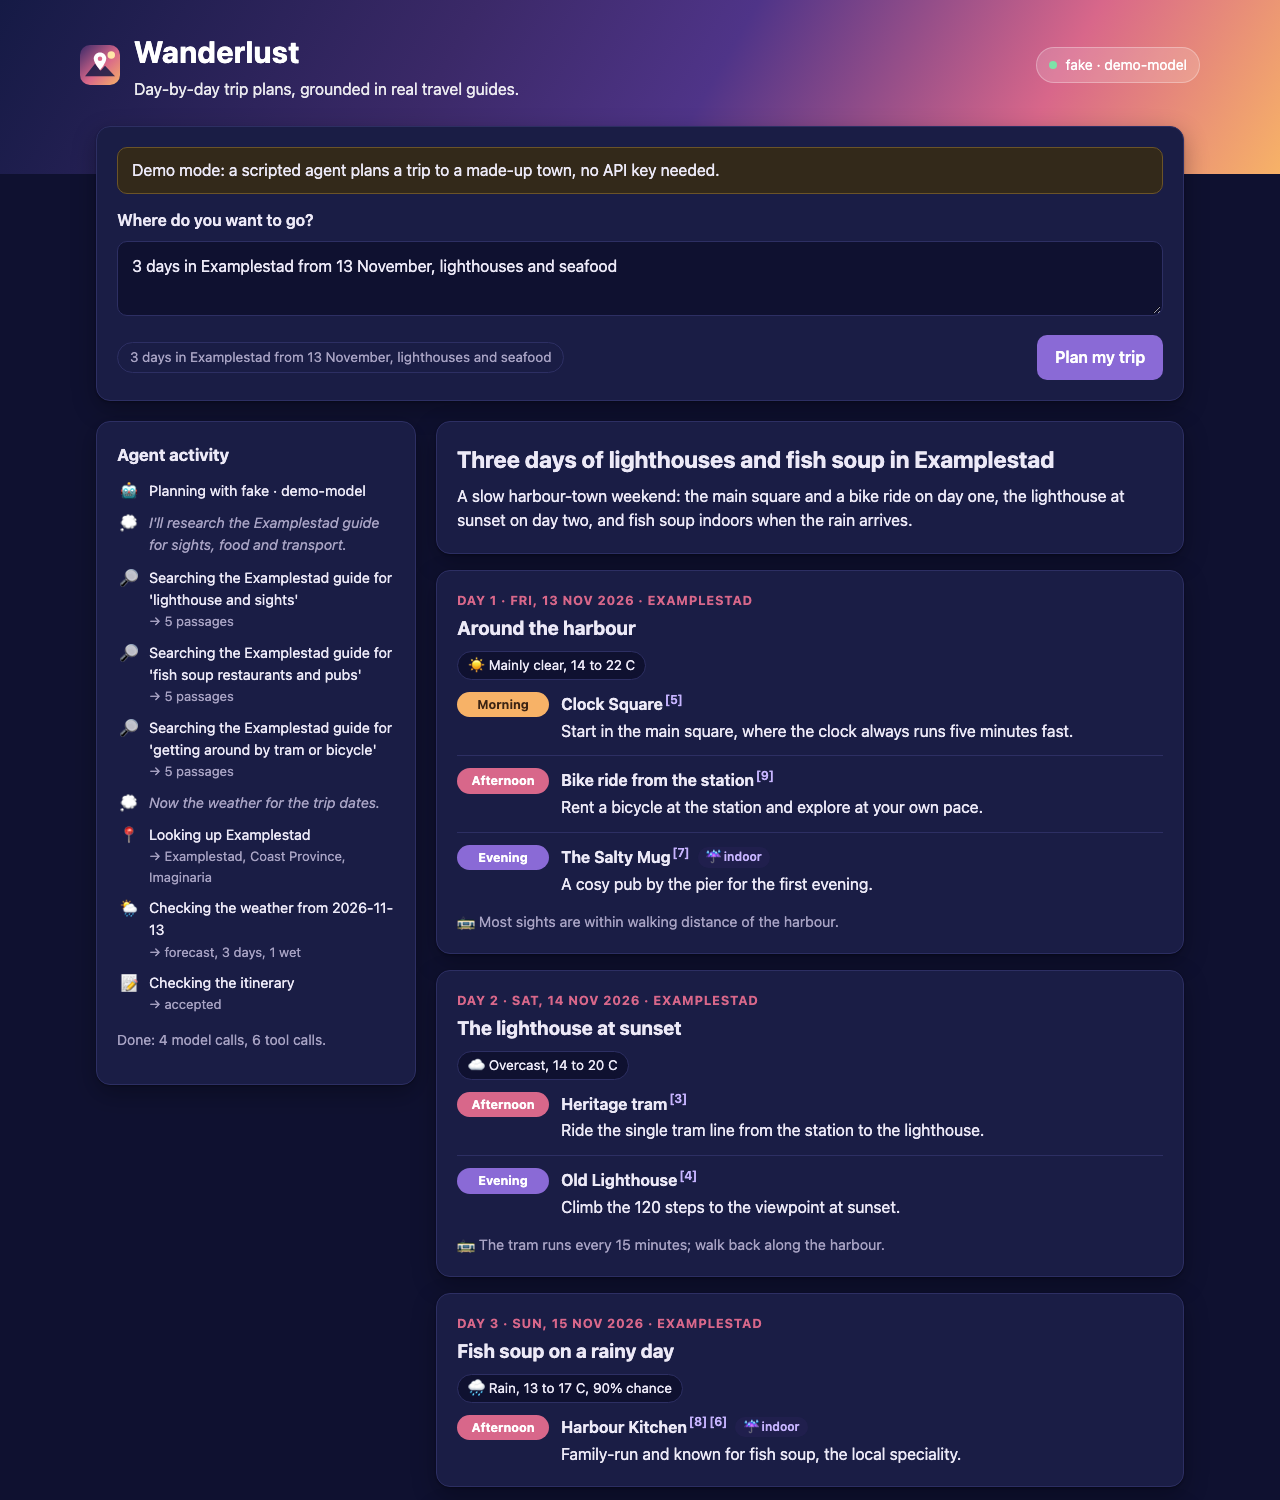 Wanderlust
Day-by-day trip plans, grounded in real travel guides.
fake · demo-model
Demo mode: a scripted agent plans a trip to a made-up town, no API key needed.
Where do you want to go?
3 days in Examplestad from 13 November, lighthouses and seafood
3 days in Examplestad from 13 November, lighthouses and seafood
Plan my trip
Agent activity
Planning with fake · demo-model
I'll research the Examplestad guide
for sights, food and transport.
Searching the Examplestad guide for
'lighthouse and sights'
→ 5 passages
Searching the Examplestad guide for
'fish soup restaurants and pubs'
→ 5 passages
Searching the Examplestad guide for
'getting around by tram or bicycle'
→ 5 passages
Now the weather for the trip dates.
Looking up Examplestad
→ Examplestad, Coast Province,
Imaginaria
Checking the weather from 2026-11-
13
→ forecast, 3 days, 1 wet
Checking the itinerary
→ accepted
Done: 4 model calls, 6 tool calls.
Three days of lighthouses and fish soup in Examplestad
A slow harbour-town weekend: the main square and a bike ride on day one, the lighthouse at
sunset on day two, and fish soup indoors when the rain arrives.
DAY 1 · FRI, 13 NOV 2026 · EXAMPLESTAD
Around the harbour
Mainly clear, 14 to 22 C
Morning
Clock Square [5]
Start in the main square, where the clock always runs five minutes fast.
Afternoon
Bike ride from the station [9]
Rent a bicycle at the station and explore at your own pace.
Evening
The Salty Mug [7] indoor
A cosy pub by the pier for the first evening.
Most sights are within walking distance of the harbour.
DAY 2 · SAT, 14 NOV 2026 · EXAMPLESTAD
The lighthouse at sunset
Overcast, 14 to 20 C
Afternoon
Heritage tram [3]
Ride the single tram line from the station to the lighthouse.
Evening
Old Lighthouse [4]
Climb the 120 steps to the viewpoint at sunset.
The tram runs every 15 minutes; walk back along the harbour.
DAY 3 · SUN, 15 NOV 2026 · EXAMPLESTAD
Fish soup on a rainy day
Rain, 13 to 17 C, 90% chance
Afternoon
Harbour Kitchen [8] [6] indoor
Family-run and known for fish soup, the local speciality.